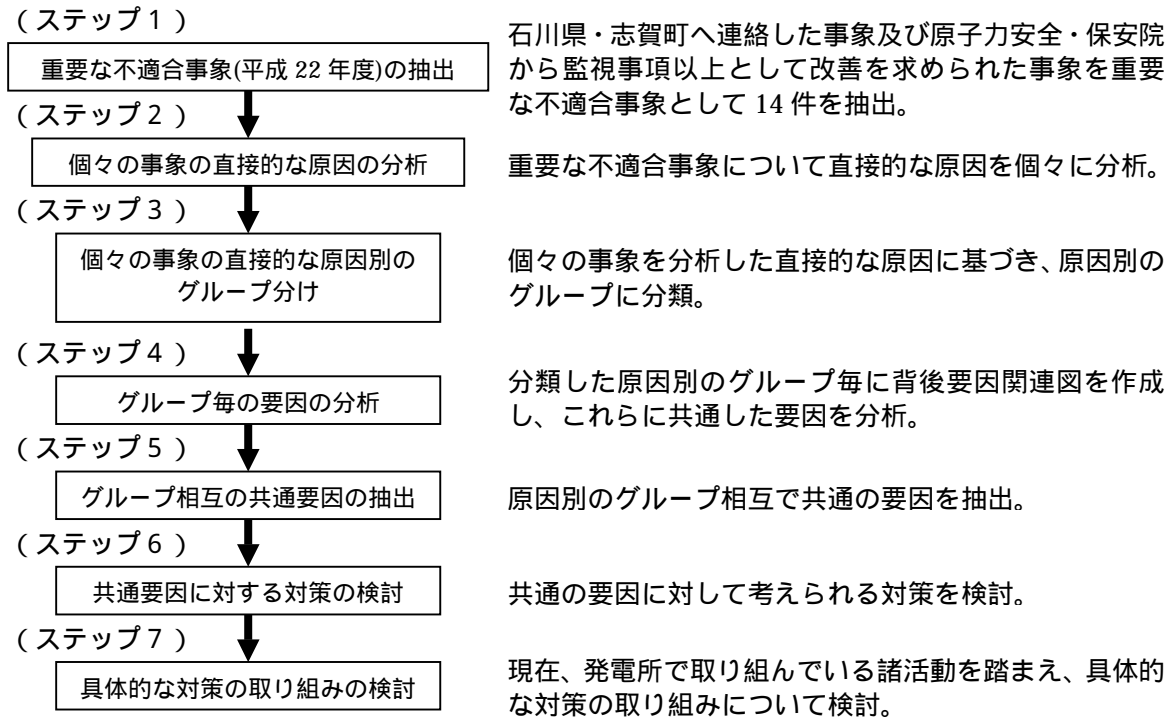 （ステップ１）
重要な不適合事象(平成 22 年度)の抽出
石川県・志賀町へ連絡した事象及び原子力安全・保安院
から監視事項以上として改善を求められた事象を重要
な不適合事象として 14 件を抽出。
（ステップ２）
個々の事象の直接的な原因の分析
重要な不適合事象について直接的な原因を個々に分析。
（ステップ３）
個々の事象の直接的な原因別の
グループ分け
個々の事象を分析した直接的な原因に基づき、原因別の
グループに分類。
（ステップ４）
グループ毎の要因の分析
分類した原因別のグループ毎に背後要因関連図を作成
し、これらに共通した要因を分析。
（ステップ５）
グループ相互の共通要因の抽出
原因別のグループ相互で共通の要因を抽出。
（ステップ６）
共通要因に対する対策の検討
共通の要因に対して考えられる対策を検討。
（ステップ７）
具体的な対策の取り組みの検討
現在、発電所で取り組んでいる諸活動を踏まえ、具体的
な対策の取り組みについて検討。